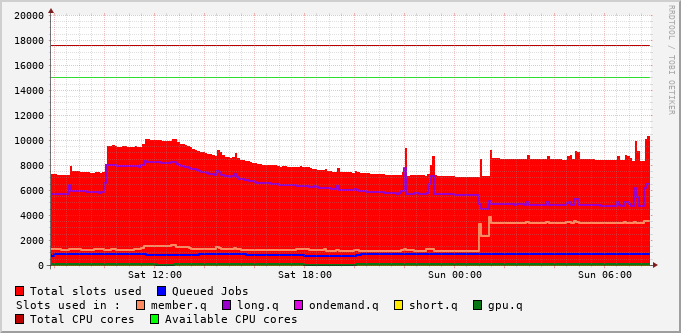 20000
18000
16000
14000
12000
10000
8000
6000
4000
2000
0
Sat 12:00 Sat 18:00 Sun 00:00 Sun 06:00
RRDTOOL / TOBI OETIKER
Total slots used Queued Jobs
Slots used in : member.q long.q ondemand.q short.q gpu.q
Total CPU cores Available CPU cores